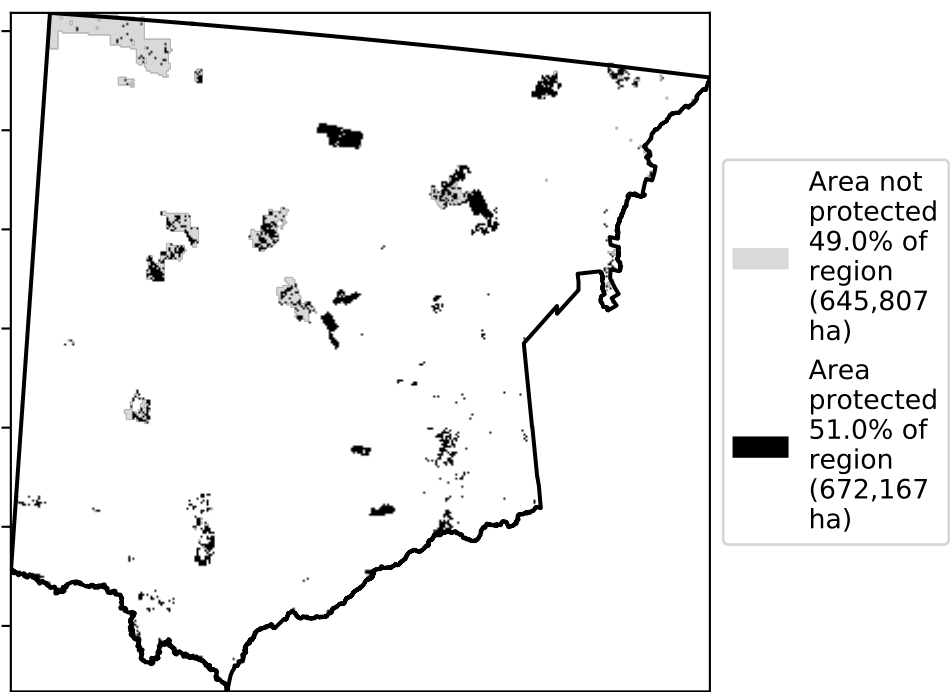 Area not
protected
49.0% of
region
(645,807
ha)
Area
protected
51.0% of
region
(672,167
ha)